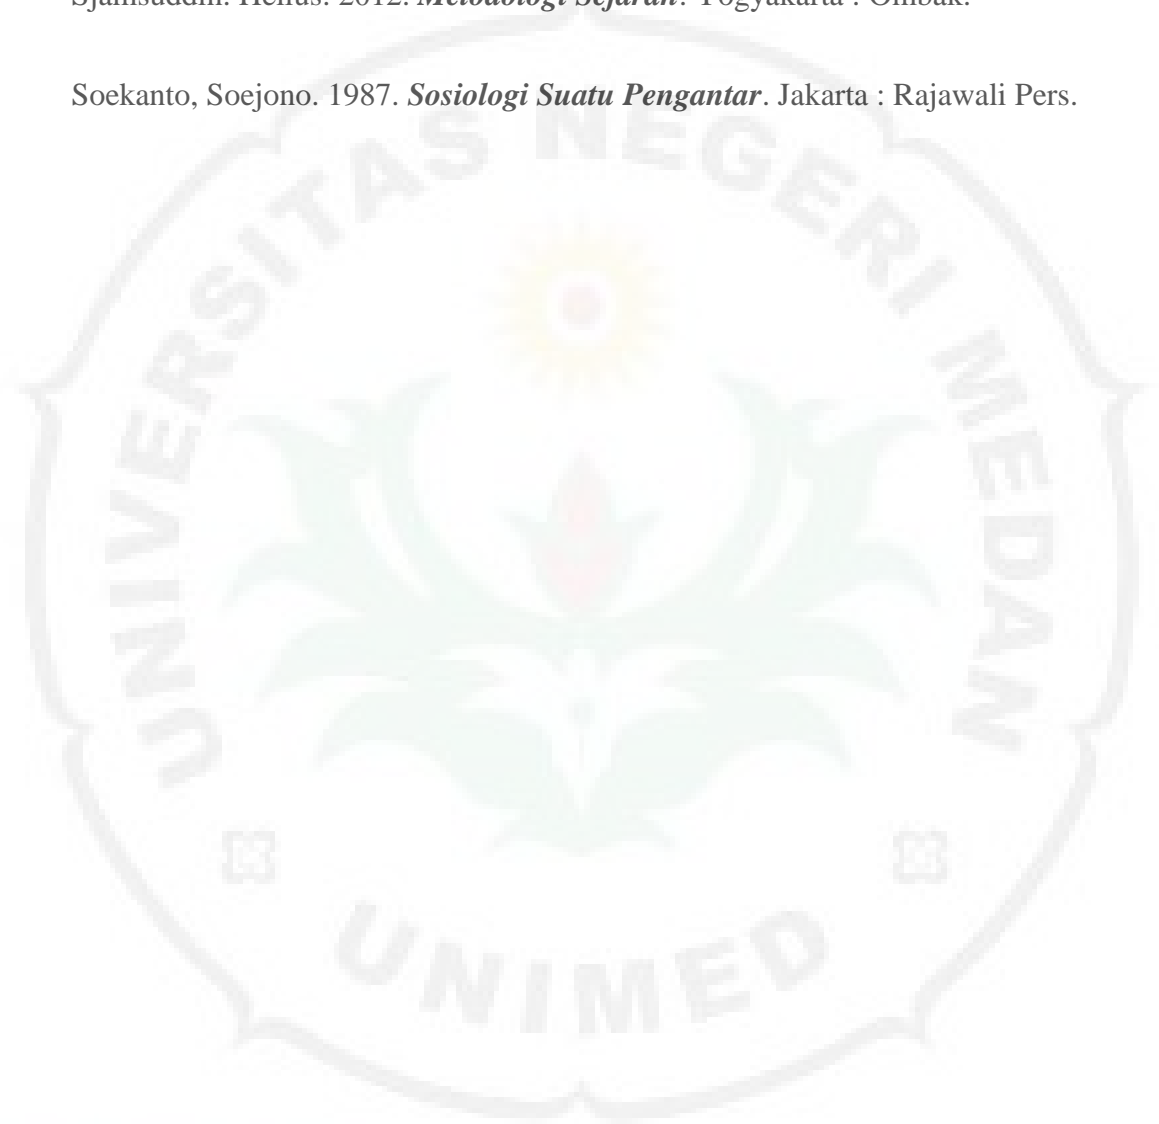 Sjamsuddin. Helius. 2012. Metodologi Sejarah. Yogyakarta : Ombak.
Soekanto, Soejono. 1987. Sosiologi Suatu Pengantar. Jakarta : Rajawali Pers.
UNIVERSITAS NEGERI MEDAN
UNIMED